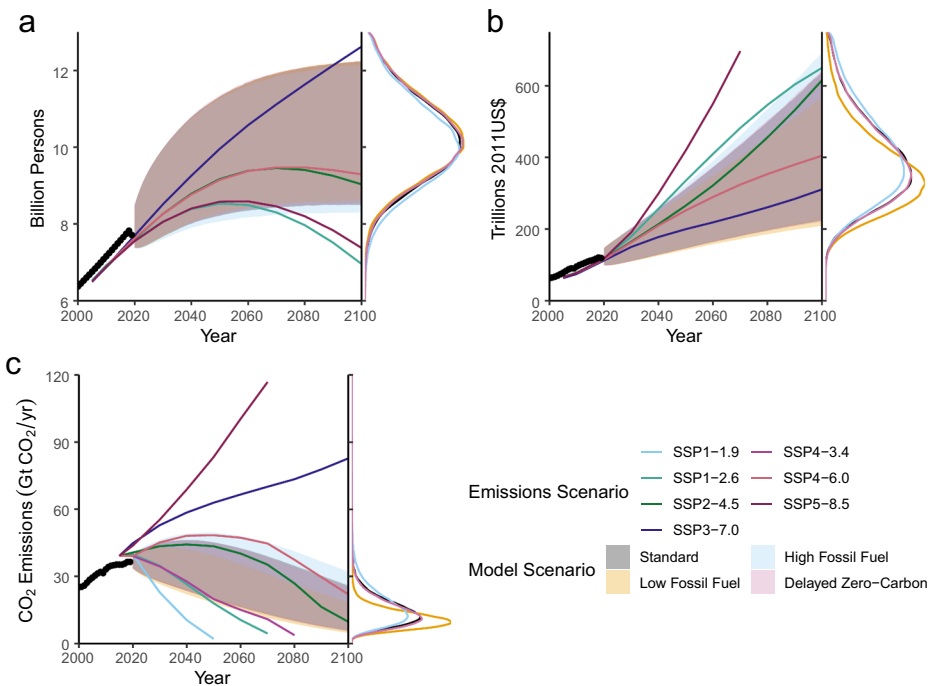 a
Billion Persons
12
10
8
6
2000 2020 2040 2060 2080 2100
Year
b
Trillions 2011US$
600
400
200
0
2000 2020 2040 2060 2080 2100
Year
c
CO₂ Emissions (Gt CO₂/yr)
120
90
60
30
0
2000 2020 2040 2060 2080 2100
Year
Emissions Scenario
SSP1−1.9 SSP4−3.4
SSP1−2.6 SSP4−6.0
SSP2−4.5 SSP5−8.5
SSP3−7.0
Model Scenario
Standard High Fossil Fuel
Low Fossil Fuel Delayed Zero−Carbon